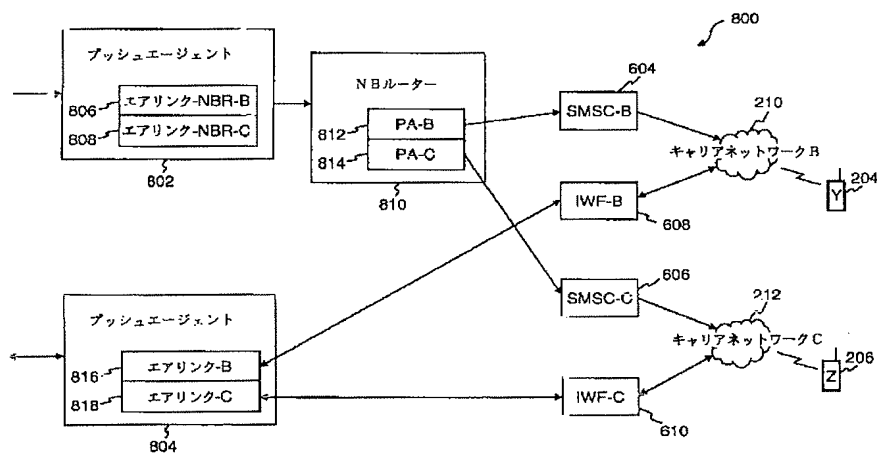 800
プッシュエージェント
806 エアリンク-NBR-B
808 エアリンク-NBR-C
802
NBルーター
812 PA-B
814 PA-C
810
604
SMSC-B
210
キャリアネットワークB
204
Y
IWF-B
608
606
SMSC-C
212
キャリアネットワークC
206
Z
プッシュエージェント
816 エアリンク-B
818 エアリンク-C
804
IWF-C
610